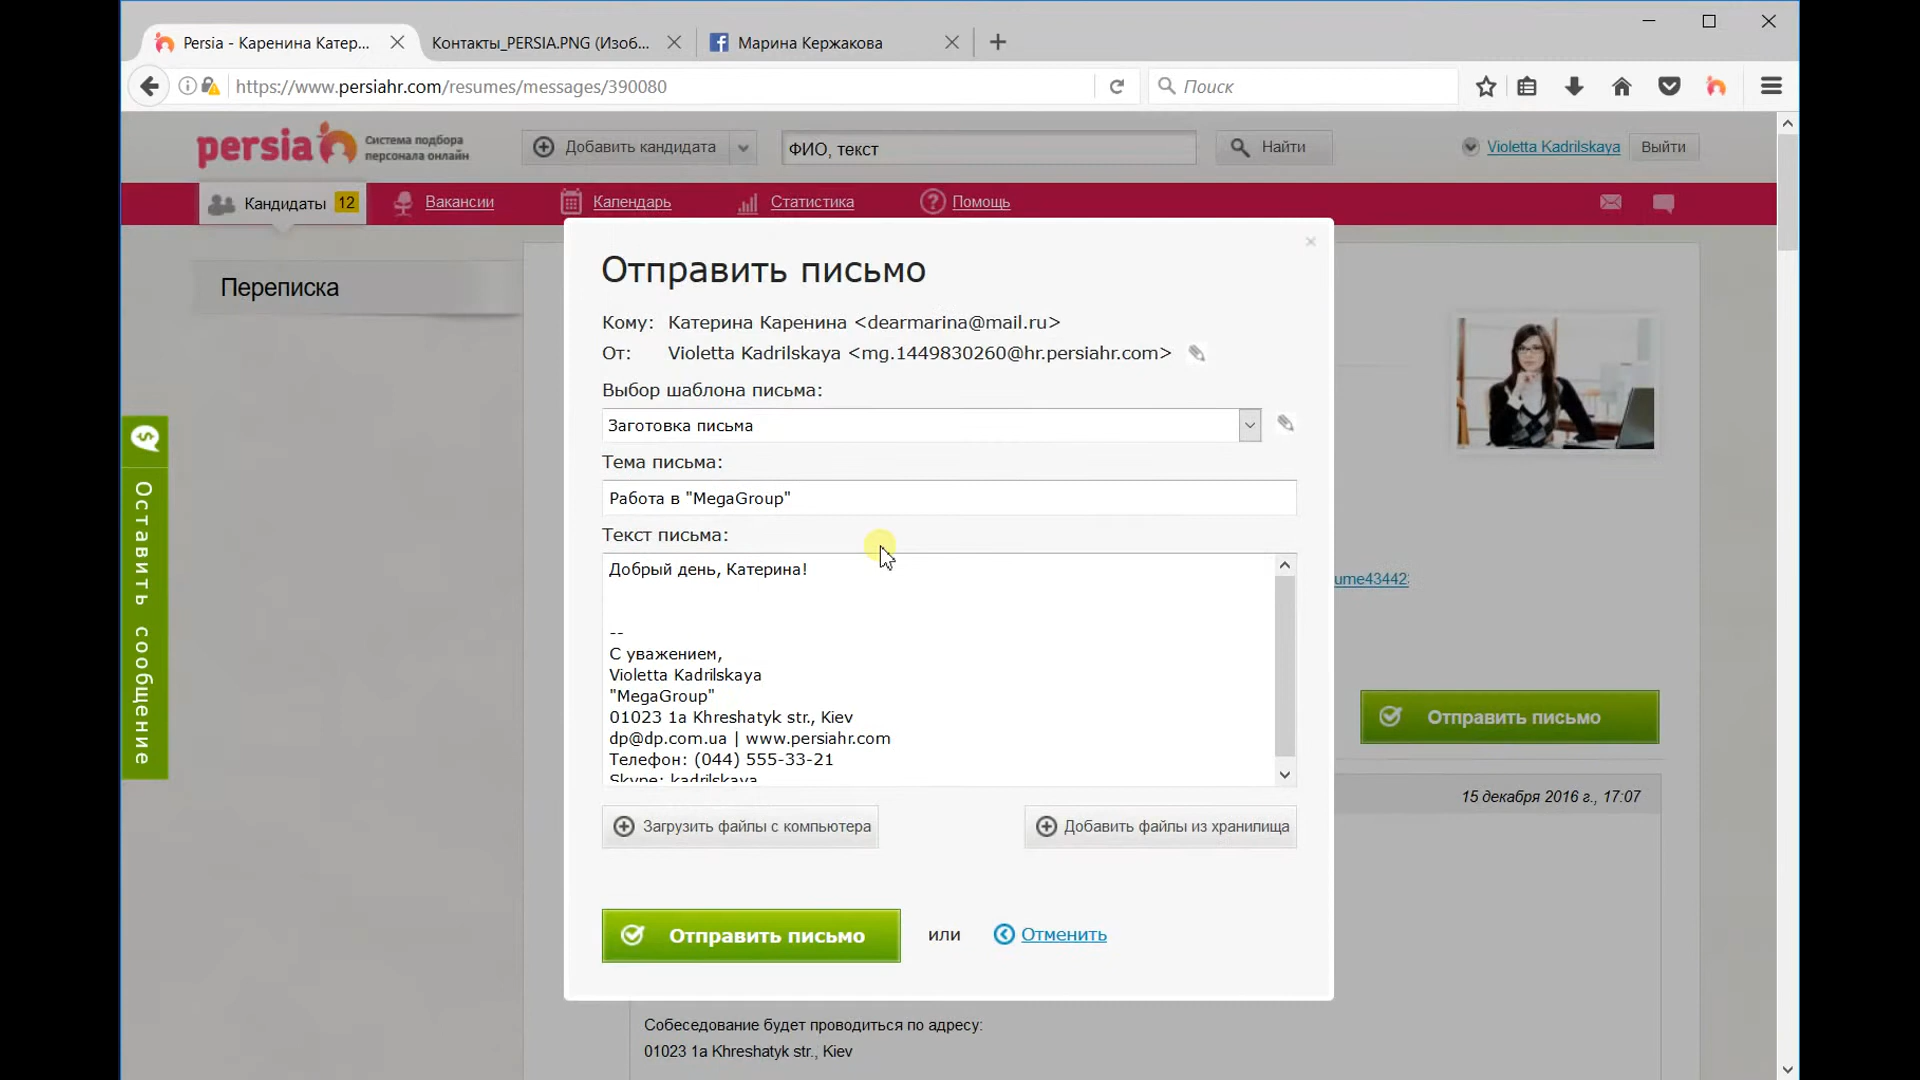 Persia - Каренина Катер...
Контакты_PERSIA.PNG (Изоб...
Марина Кержакова
https://www.persiahr.com/resumes/messages/390080
Поиск
persia
Система подбора
персонала онлайн
Добавить кандидата
ФИО, текст
Найти
Violetta Kadrilskaya
Выйти
Кандидаты 12
Вакансии
Календарь
Статистика
Помощь
Переписка
Отправить письмо
Кому: Катерина Каренина <dearmarina@mail.ru>
От: Violetta Kadrilskaya <mg.1449830260@hr.persiahr.com>
Выбор шаблона письма:
Заготовка письма
Тема письма:
Работа в "MegaGroup"
Текст письма:
Добрый день, Катерина!
--
С уважением,
Violetta Kadrilskaya
"MegaGroup"
01023 1a Khreshatyk str., Kiev
dp@dp.com.ua | www.persiahr.com
Телефон: (044) 555-33-21
Skype: kadrilskaya
Загрузить файлы с компьютера
Добавить файлы из хранилища
Отправить письмо
или
Отменить
Оставить сообщение
ume43442
Отправить письмо
15 декабря 2016 г., 17:07
Собеседование будет проводиться по адресу:
01023 1a Khreshatyk str., Kiev